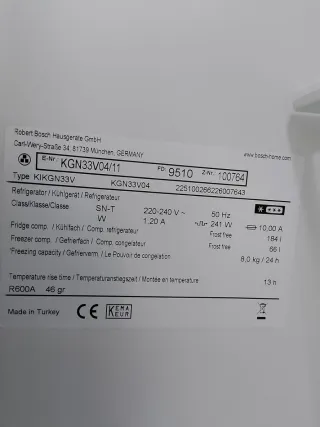 Robert Bosch Hausgeräte GmbH
Carl-Wery-Straße 34, 81739 München, GERMANY
www.bosch-home.com
E-Nr KGN33V04/11 FD 9510 Z-Nr. 100764
Type KIKGN33V KGN33V04 225100266226007643
Refrigerator / Kühlgerät / Refrigerateur
Class/Klasse/Classe SN-T 220-240 V ~ 50 Hz
W 1.20 A 241 W 10,00 A
Fridge comp. / Kühlfach / Comp. refrigerateur Frost free 184 l
Freezer comp. / Gefrierfach / Comp. congelateur Frost free 66 l
*Freezing capacity / Gefrierverm. / Le Pouvoir de congelation 8,0 kg / 24 h
Temperature rise time / Temperaturanstiegszeit / Montée en température 13 h
R600A 46 gr
Made in Turkey CE KEMA KEUR